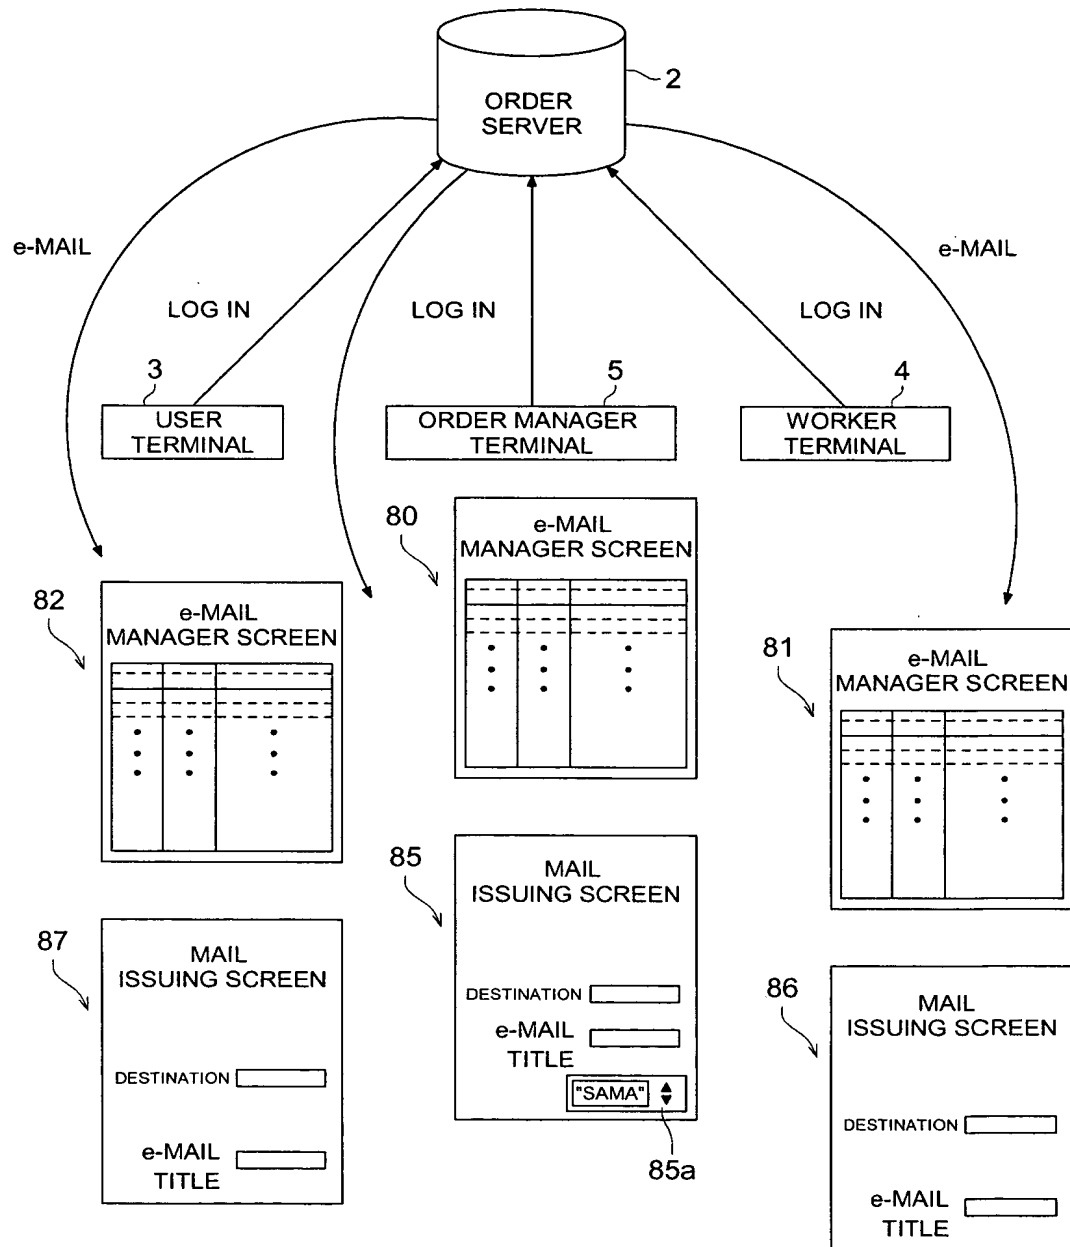 2
ORDER
SERVER
e-MAIL
e-MAIL
LOG IN
LOG IN
LOG IN
3
5
4
USER
TERMINAL
ORDER MANAGER
TERMINAL
WORKER
TERMINAL
80
e-MAIL
MANAGER SCREEN
82
e-MAIL
MANAGER SCREEN
81
e-MAIL
MANAGER SCREEN
85
MAIL
ISSUING SCREEN
DESTINATION
e-MAIL
TITLE
"SAMA"
85a
87
MAIL
ISSUING SCREEN
DESTINATION
e-MAIL
TITLE
86
MAIL
ISSUING SCREEN
DESTINATION
e-MAIL
TITLE